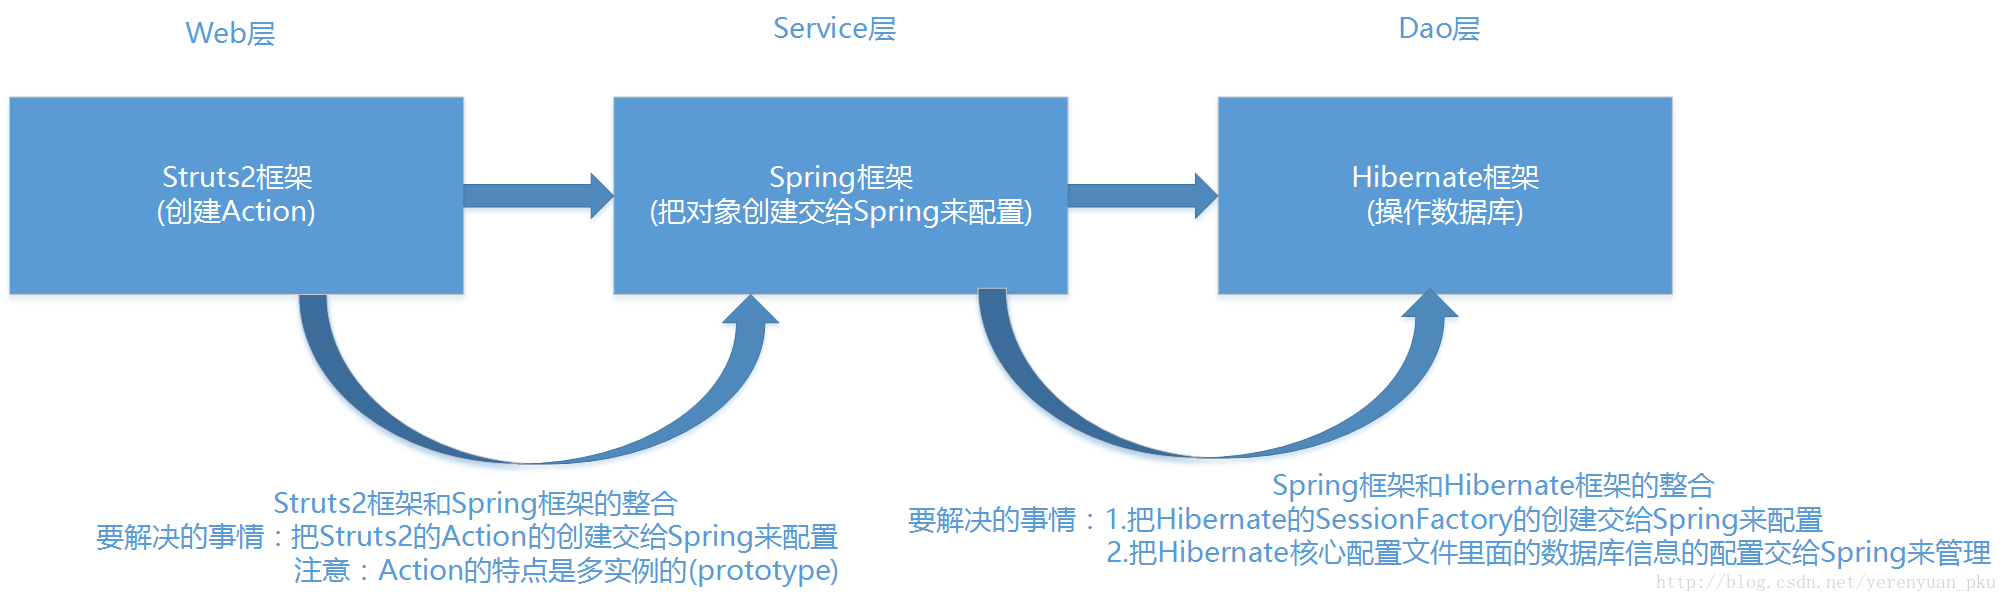 Web层
Service层
Dao层
Struts2框架
(创建Action)
Spring框架
(把对象创建交给Spring来配置)
Hibernate框架
(操作数据库)
Struts2框架和Spring框架的整合
要解决的事情：把Struts2的Action的创建交给Spring来配置
注意：Action的特点是多实例的(prototype)
Spring框架和Hibernate框架的整合
要解决的事情：1.把Hibernate的SessionFactory的创建交给Spring来配置
2.把Hibernate核心配置文件里面的数据库信息的配置交给Spring来管理
http://blog.csdn.net/yerenyuan_pku